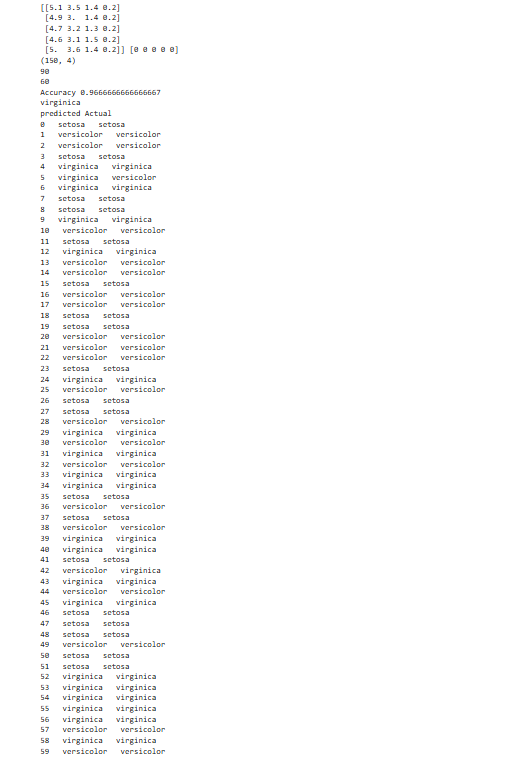 [[5.1 3.5 1.4 0.2]
[4.9 3. 1.4 0.2]
[4.7 3.2 1.3 0.2]
[4.6 3.1 1.5 0.2]
[5. 3.6 1.4 0.2]] [0 0 0 0 0]
(150, 4)
90
60
Accuracy 0.9666666666666667
virginica
predicted Actual
0 setosa setosa
1 versicolor versicolor
2 versicolor versicolor
3 setosa setosa
4 virginica virginica
5 virginica versicolor
6 virginica virginica
7 setosa setosa
8 setosa setosa
9 virginica virginica
10 versicolor versicolor
11 setosa setosa
12 virginica virginica
13 versicolor versicolor
14 versicolor versicolor
15 setosa setosa
16 versicolor versicolor
17 versicolor versicolor
18 setosa setosa
19 setosa setosa
20 versicolor versicolor
21 versicolor versicolor
22 versicolor versicolor
23 setosa setosa
24 virginica virginica
25 versicolor versicolor
26 setosa setosa
27 setosa setosa
28 versicolor versicolor
29 virginica virginica
30 versicolor versicolor
31 virginica virginica
32 versicolor versicolor
33 virginica virginica
34 virginica virginica
35 setosa setosa
36 versicolor versicolor
37 setosa setosa
38 versicolor versicolor
39 virginica virginica
40 virginica virginica
41 setosa setosa
42 versicolor virginica
43 virginica virginica
44 versicolor versicolor
45 virginica virginica
46 setosa setosa
47 setosa setosa
48 setosa setosa
49 versicolor versicolor
50 setosa setosa
51 setosa setosa
52 virginica virginica
53 virginica virginica
54 virginica virginica
55 virginica virginica
56 virginica virginica
57 versicolor versicolor
58 virginica virginica
59 versicolor versicolor